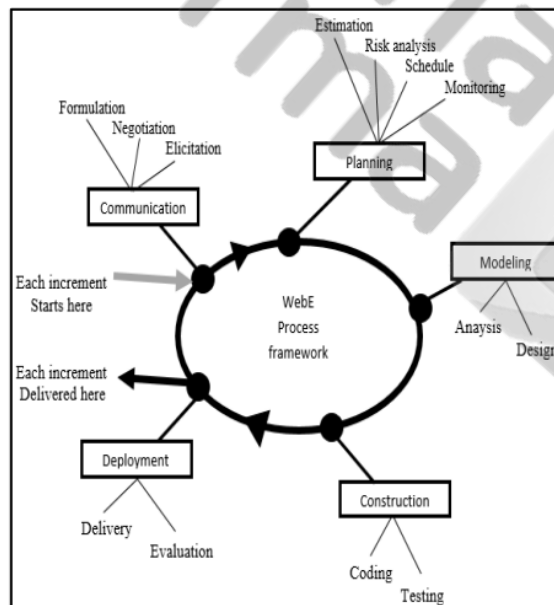 Estimation
Risk analysis
Schedule
Monitoring
Planning
Formulation
Negotiation
Elicitation
Communication
Each increment
Starts here
WebE
Process
framework
Modeling
Anaysis
Design
Each increment
Delivered here
Deployment
Delivery
Evaluation
Construction
Coding
Testing